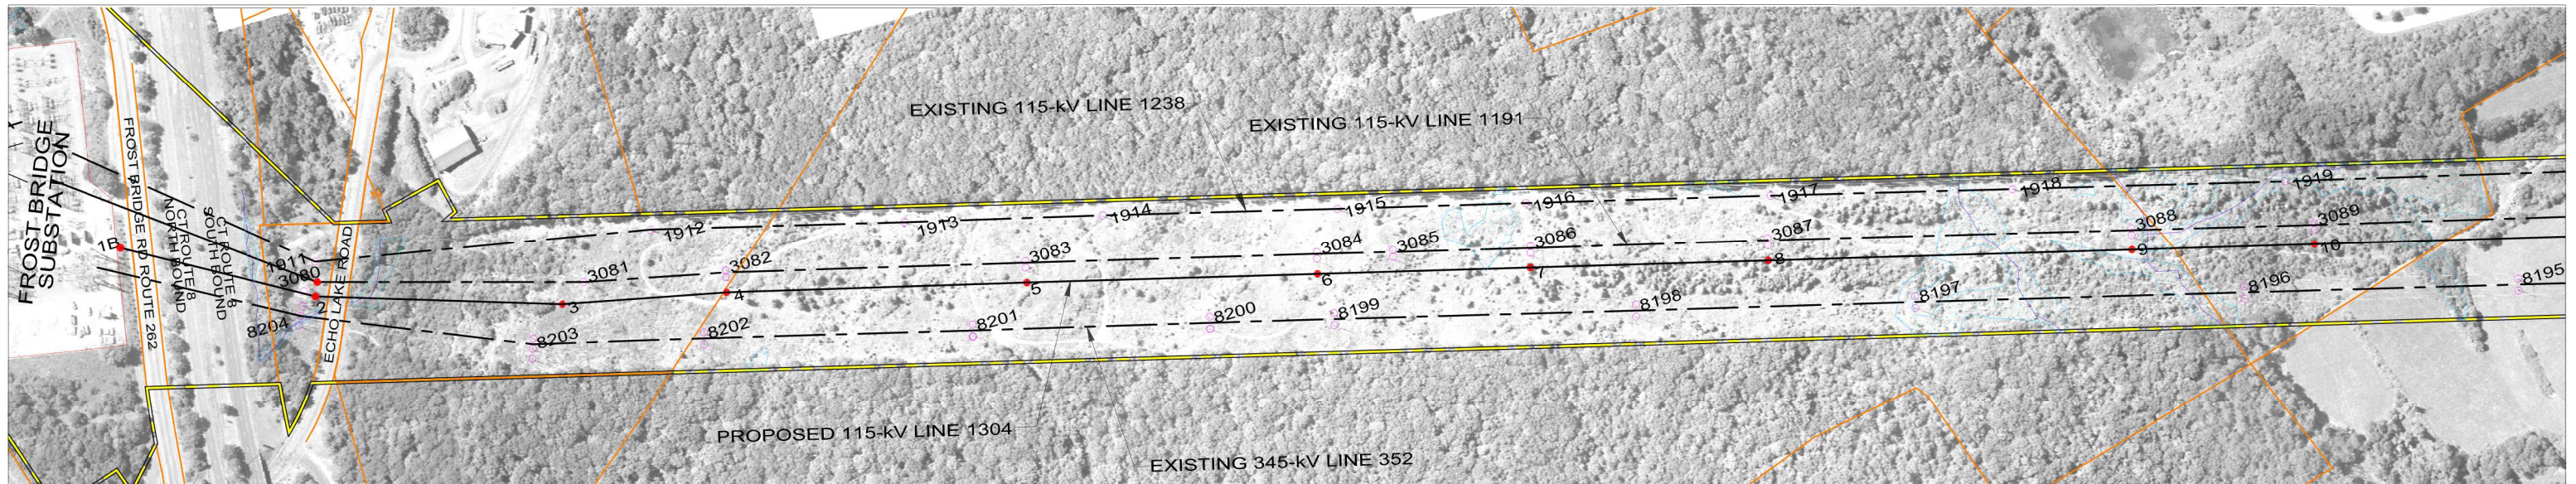 EXISTING 115-kV LINE 1238
EXISTING 115-kV LINE 1191
FROST BRIDGE
SUBSTATION
FROST BRIDGE RD ROUTE 262
CT ROUTE 8
NORTH BOUND
CT ROUTE 8
SOUTH BOUND
ECHO LAKE ROAD
1911
1912
1913
1914
1915
1916
1917
1918
1919
3080
3081
3082
3083
3084
3085
3086
3087
3088
3089
1B
2
3
4
5
6
7
8
9
10
8204
8203
8202
8201
8200
8199
8198
8197
8196
8195
PROPOSED 115-kV LINE 1304
EXISTING 345-kV LINE 352